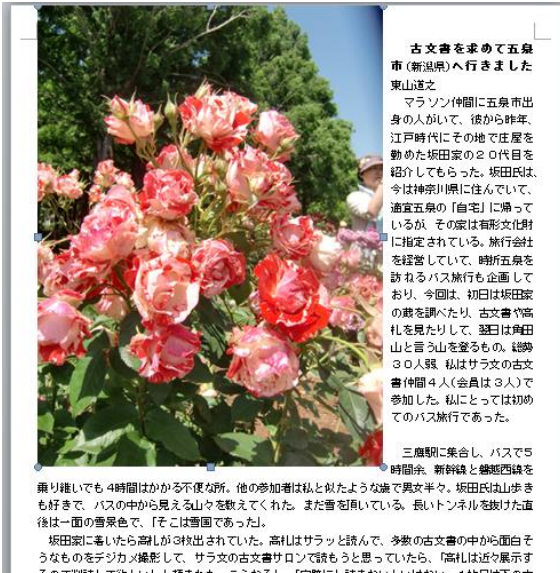 古文書を求めて五泉
市(新潟県)へ行きました
東山道之
マラソン仲間に五泉市出
身の人がいて、彼から昨年、
江戸時代にその地で庄屋を
勤めた坂田家の２０代目を
紹介してもらった。坂田氏は、
今は神奈川県に住んでいて、
適宜五泉の「自宅」に帰って
いるが、その家は有形文化財
に指定されている。旅行会社
を経営していて、時折五泉を
訪ねるバス旅行も企画して
おり、今回は、初日は坂田家
の蔵を調べたり、古文書や高
札を見たりして、翌日は角田
山と言う山を登るもの。総勢
３０人弱、私はサラ文の古文
書仲間４人(会員は３人)で
参加した。私にとっては初め
てのバス旅行であった。
三鷹駅に集合し、バスで５
時間余、新幹線と磐越西線を
乗り継いでも4時間はかかる不便な所。他の参加者は私と似たような歳で男女半々。坂田氏は山歩き
も好きで、バスの中から見える山々を教えてくれた。まだ雪を頂いている。長いトンネルを抜けた直
後は一面の雪景色で、「そこは雪国であった」。
坂田家に着いたら高札が３枚出されていた。高札はサラッと読んで、多数の古文書の中から面白そ
うなものをデジカメ撮影して、サラ文の古文書サロンで読もうと思っていたら、「高札は近々展示す